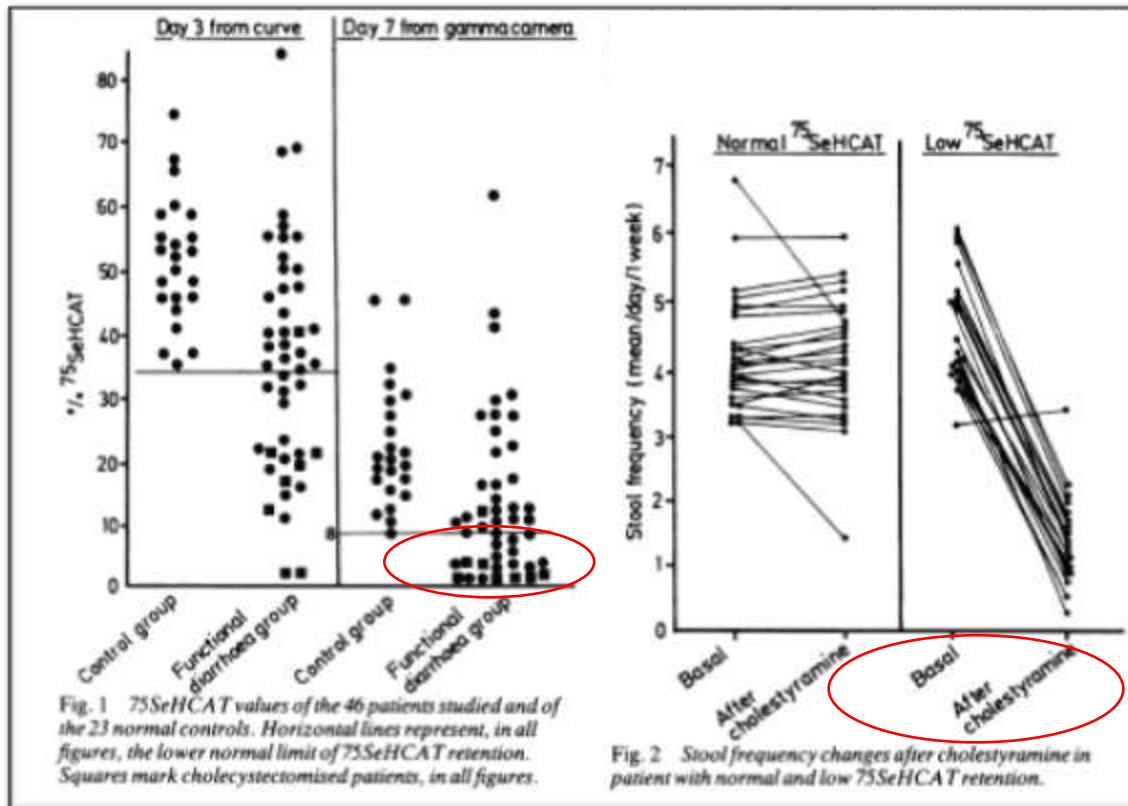 Day 3 from curve
Day 7 from gamma camera
°/. ⁷⁵SeHCAT
80
70
60
50
40
30
20
10
0
8
Control group
Functional diarrhoea group
Control group
Functional diarrhoea group
Fig. 1 75SeHCAT values of the 46 patients studied and of
the 23 normal controls. Horizontal lines represent, in all
figures, the lower normal limit of 75SeHCAT retention.
Squares mark cholecystectomised patients, in all figures.
Normal ⁷⁵SeHCAT
Low ⁷⁵SeHCAT
Stool frequency (mean/day/1 week)
7
6
5
4
3
2
1
0
Basal
After cholestyramine
Basal
After cholestyramine
Fig. 2 Stool frequency changes after cholestyramine in
patient with normal and low 75SeHCAT retention.